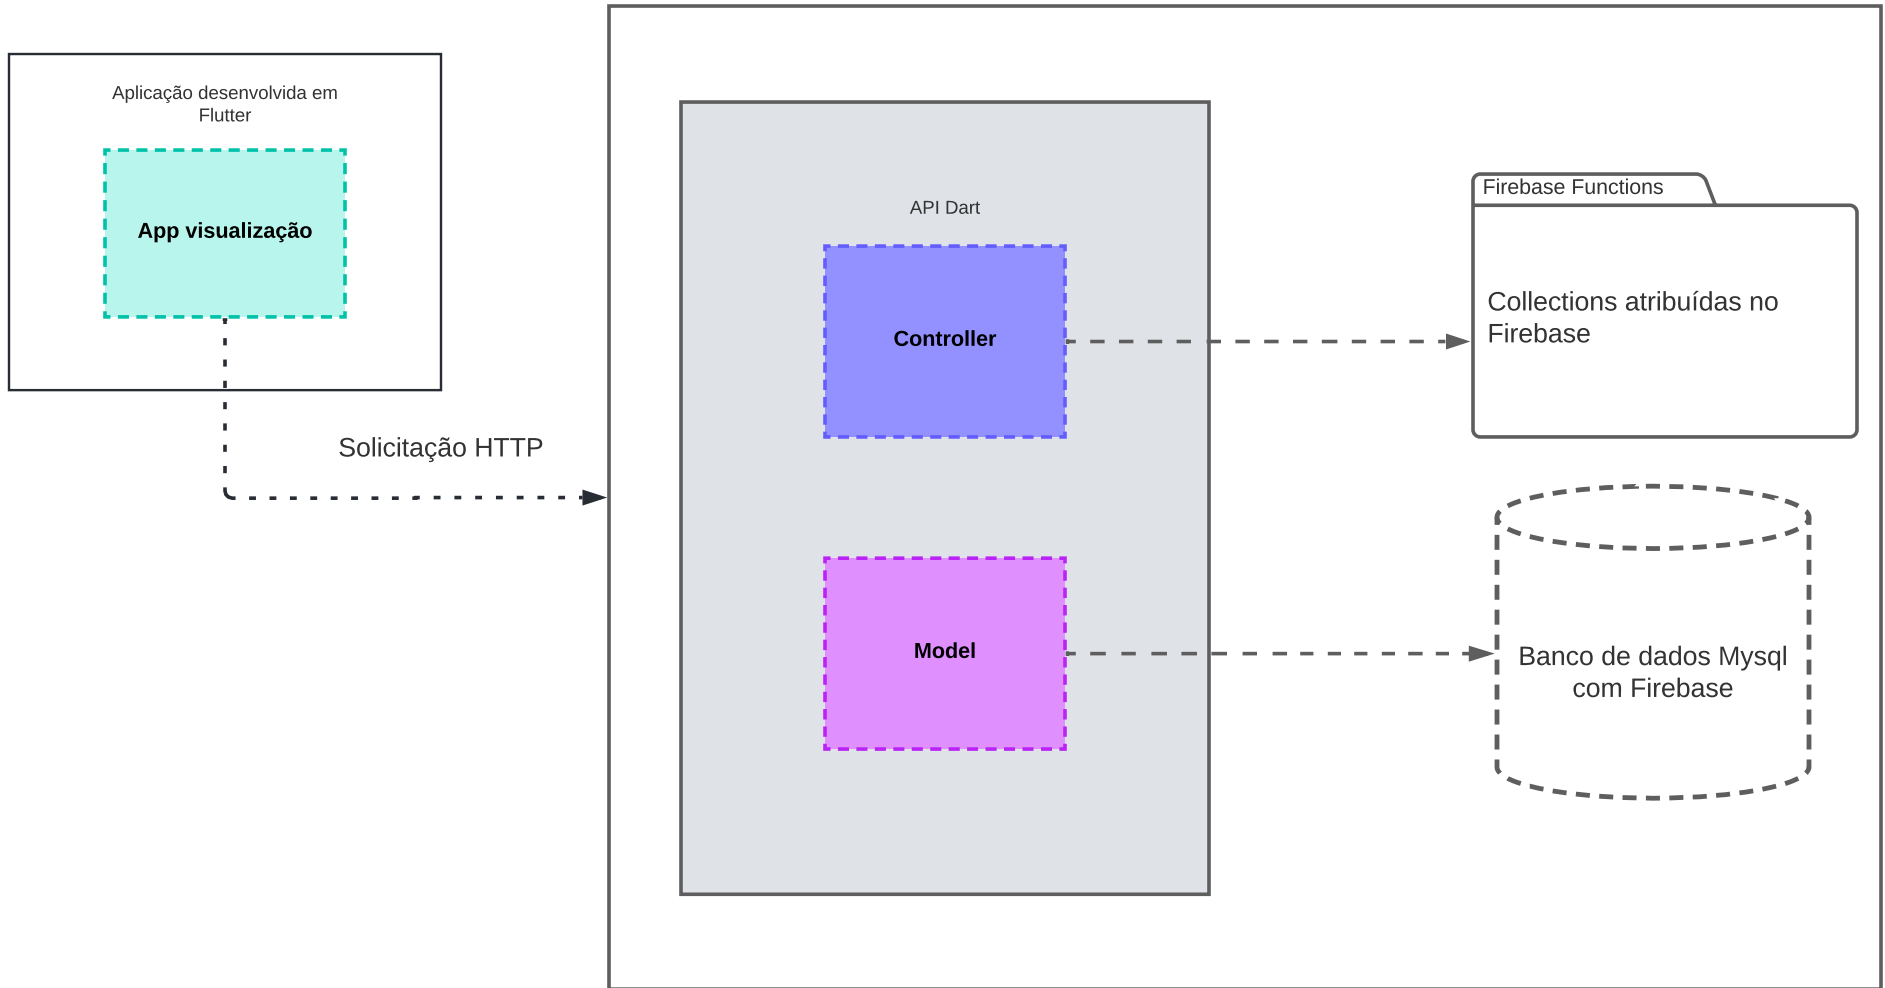 Aplicação desenvolvida em
Flutter
App visualização
Solicitação HTTP
API Dart
Controller
Model
Firebase Functions
Collections atribuídas no
Firebase
Banco de dados Mysql
com Firebase